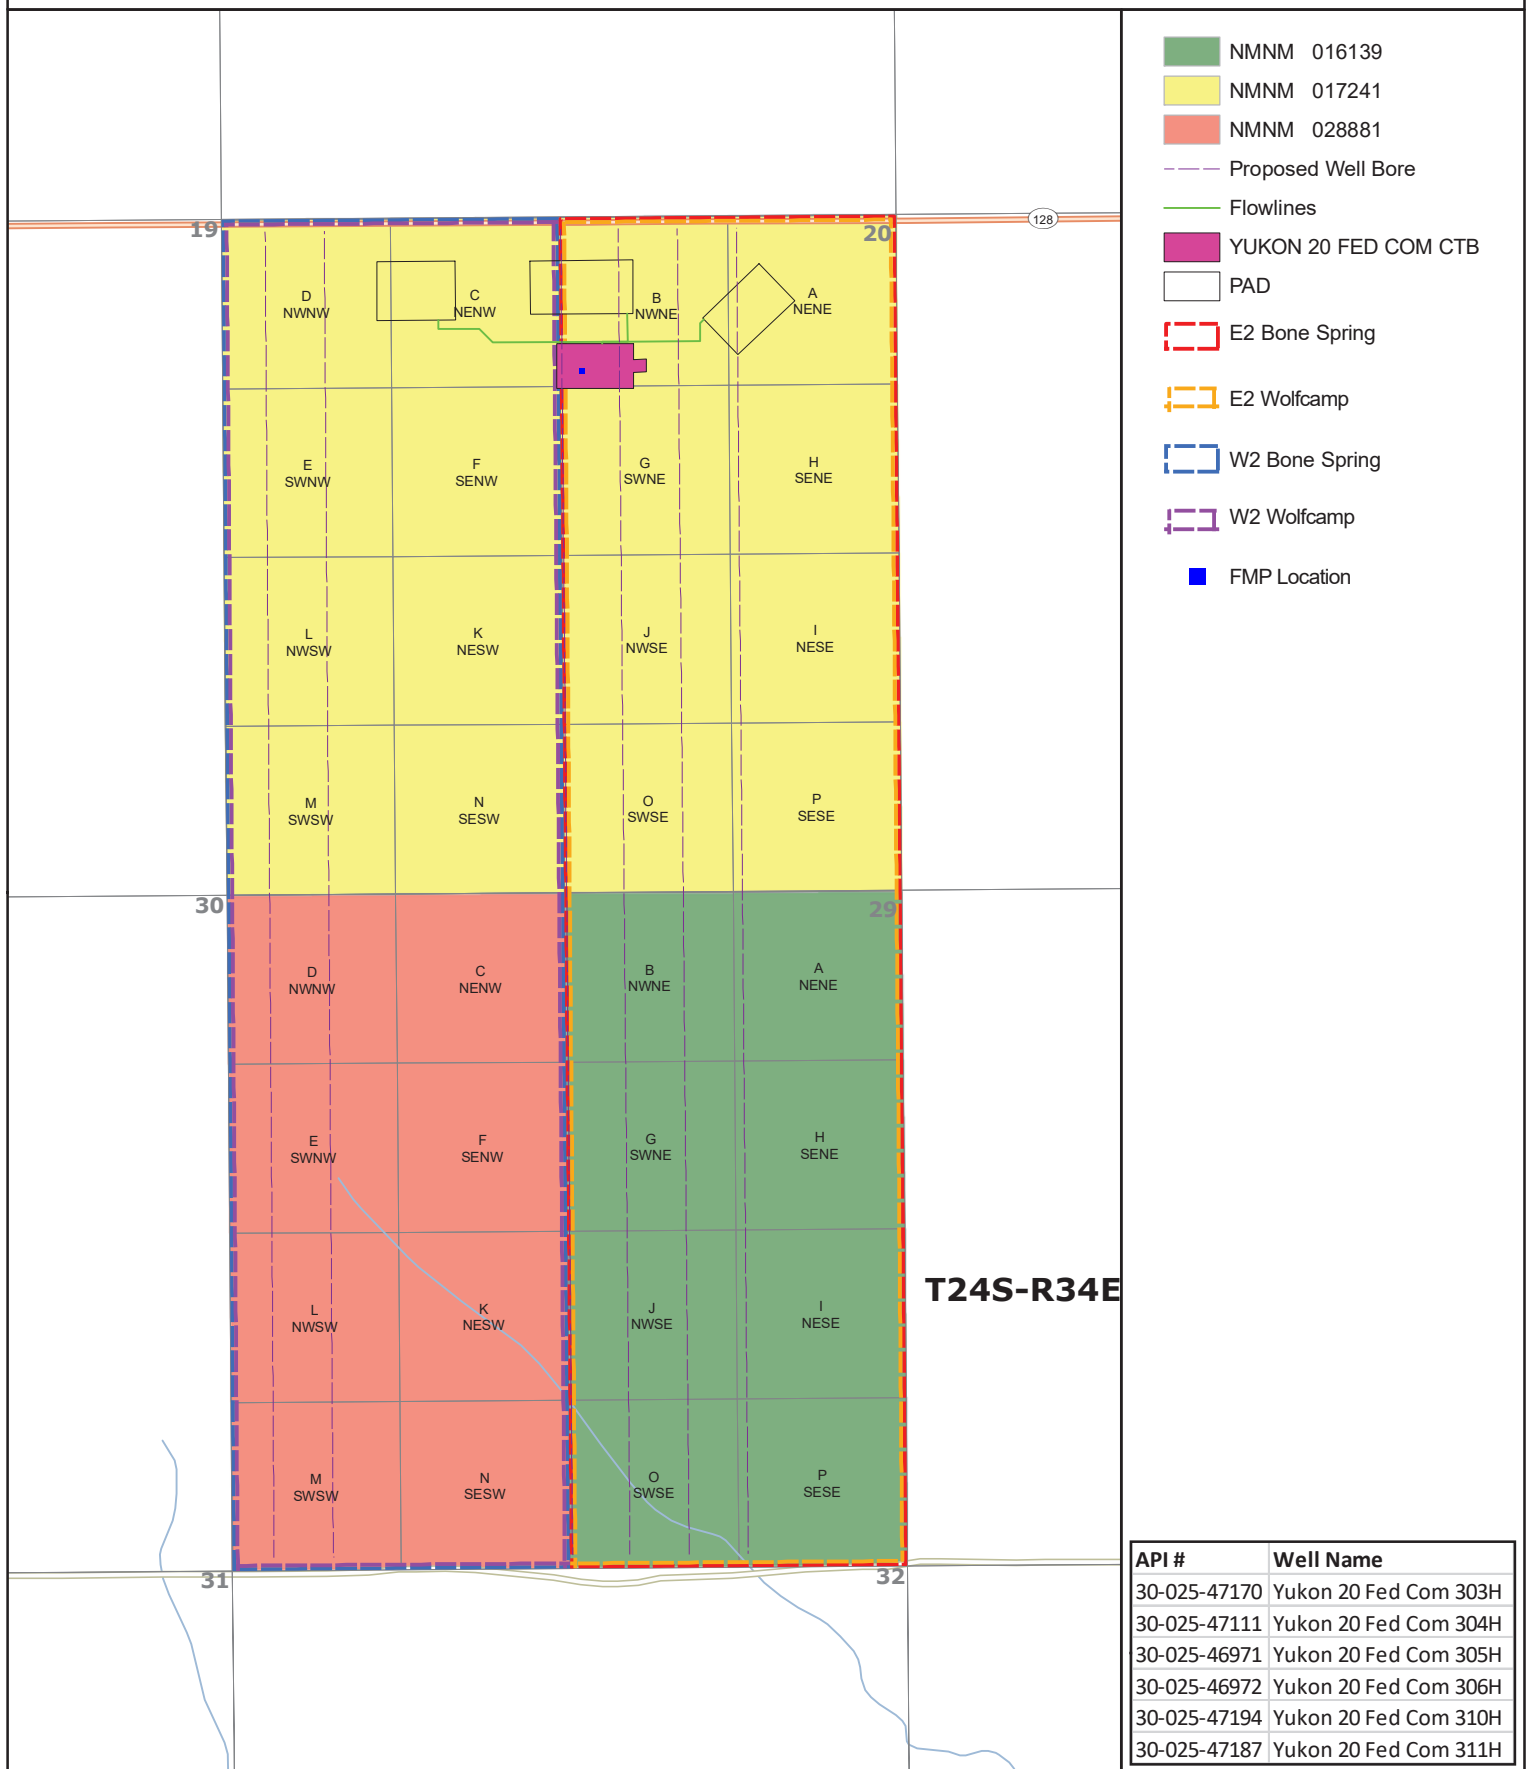 NMNM 016139
NMNM 017241
NMNM 028881
Proposed Well Bore
Flowlines
YUKON 20 FED COM CTB
PAD
E2 Bone Spring
E2 Wolfcamp
W2 Bone Spring
W2 Wolfcamp
FMP Location
128
19
20
D
NWNW
C
NENW
B
NWNE
A
NENE
E
SWNW
F
SENW
G
SWNE
H
SENE
L
NWSW
K
NESW
J
NWSE
I
NESE
M
SWSW
N
SESW
O
SWSE
P
SESE
30
29
D
NWNW
C
NENW
B
NWNE
A
NENE
E
SWNW
F
SENW
G
SWNE
H
SENE
L
NWSW
K
NESW
J
NWSE
I
NESE
T24S-R34E
M
SWSW
N
SESW
O
SWSE
P
SESE
31
32
API # Well Name
30-025-47170 Yukon 20 Fed Com 303H
30-025-47111 Yukon 20 Fed Com 304H
30-025-46971 Yukon 20 Fed Com 305H
30-025-46972 Yukon 20 Fed Com 306H
30-025-47194 Yukon 20 Fed Com 310H
30-025-47187 Yukon 20 Fed Com 311H